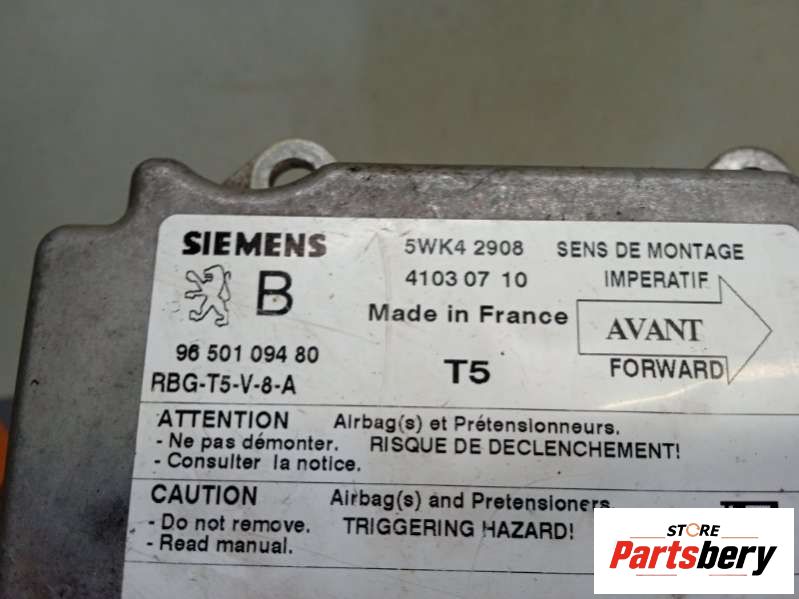 SIEMENS
5WK4 2908
SENS DE MONTAGE
B
41030 07 10
IMPERATIF
Made in France
AVANT
96 501 094 80
T5
FORWARD
RBG-T5-V-8-A
ATTENTION Airbag(s) et Prétensionneurs.
- Ne pas démonter. RISQUE DE DECLENCHEMENT!
- Consulter la notice.
CAUTION Airbag(s) and Pretensioners
- Do not remove. TRIGGERING HAZARD!
- Read manual.
STORE
Partsbery